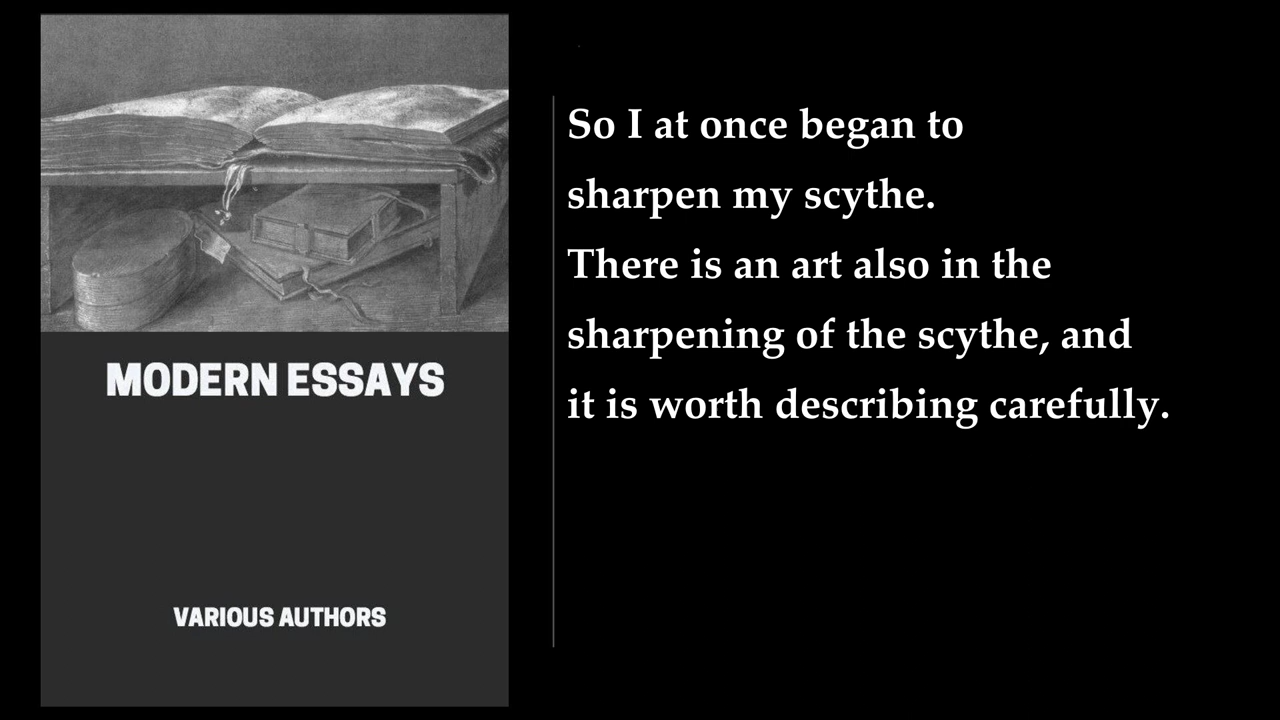 MODERN ESSAYS
VARIOUS AUTHORS
So I at once began to
sharpen my scythe.
There is an art also in the
sharpening of the scythe, and
it is worth describing carefully.